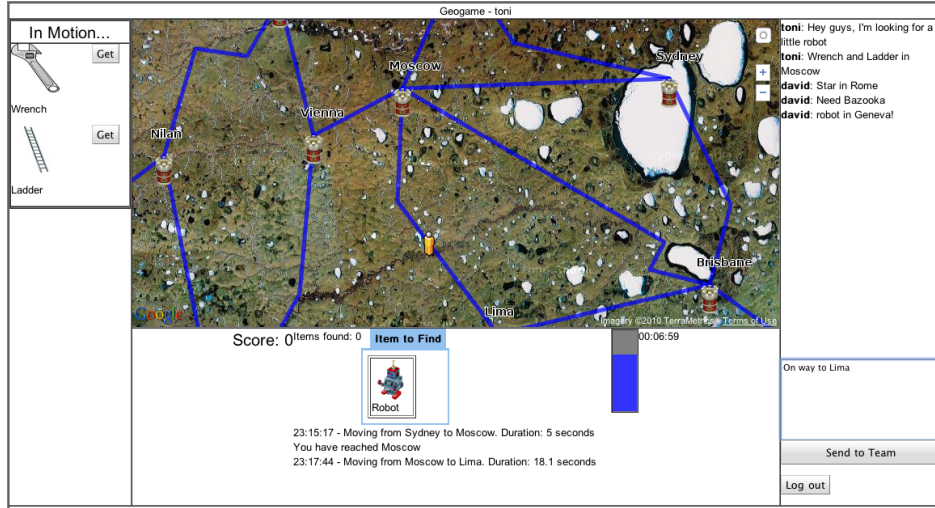 Geogame - toni
In Motion...
Get
Wrench
Get
Ladder
Moscow
Sydney
Vienna
Nilan
Brisbane
Lima
Google
Imagery ©2010 TerraMetrics - Terms of Use
toni: Hey guys, I'm looking for a
little robot
toni: Wrench and Ladder in
Moscow
david: Star in Rome
david: Need Bazooka
david: robot in Geneva!
Score: 0
Items found: 0
Item to Find
00:06:59
Robot
23:15:17 - Moving from Sydney to Moscow. Duration: 5 seconds
You have reached Moscow
23:17:44 - Moving from Moscow to Lima. Duration: 18.1 seconds
On way to Lima
Send to Team
Log out